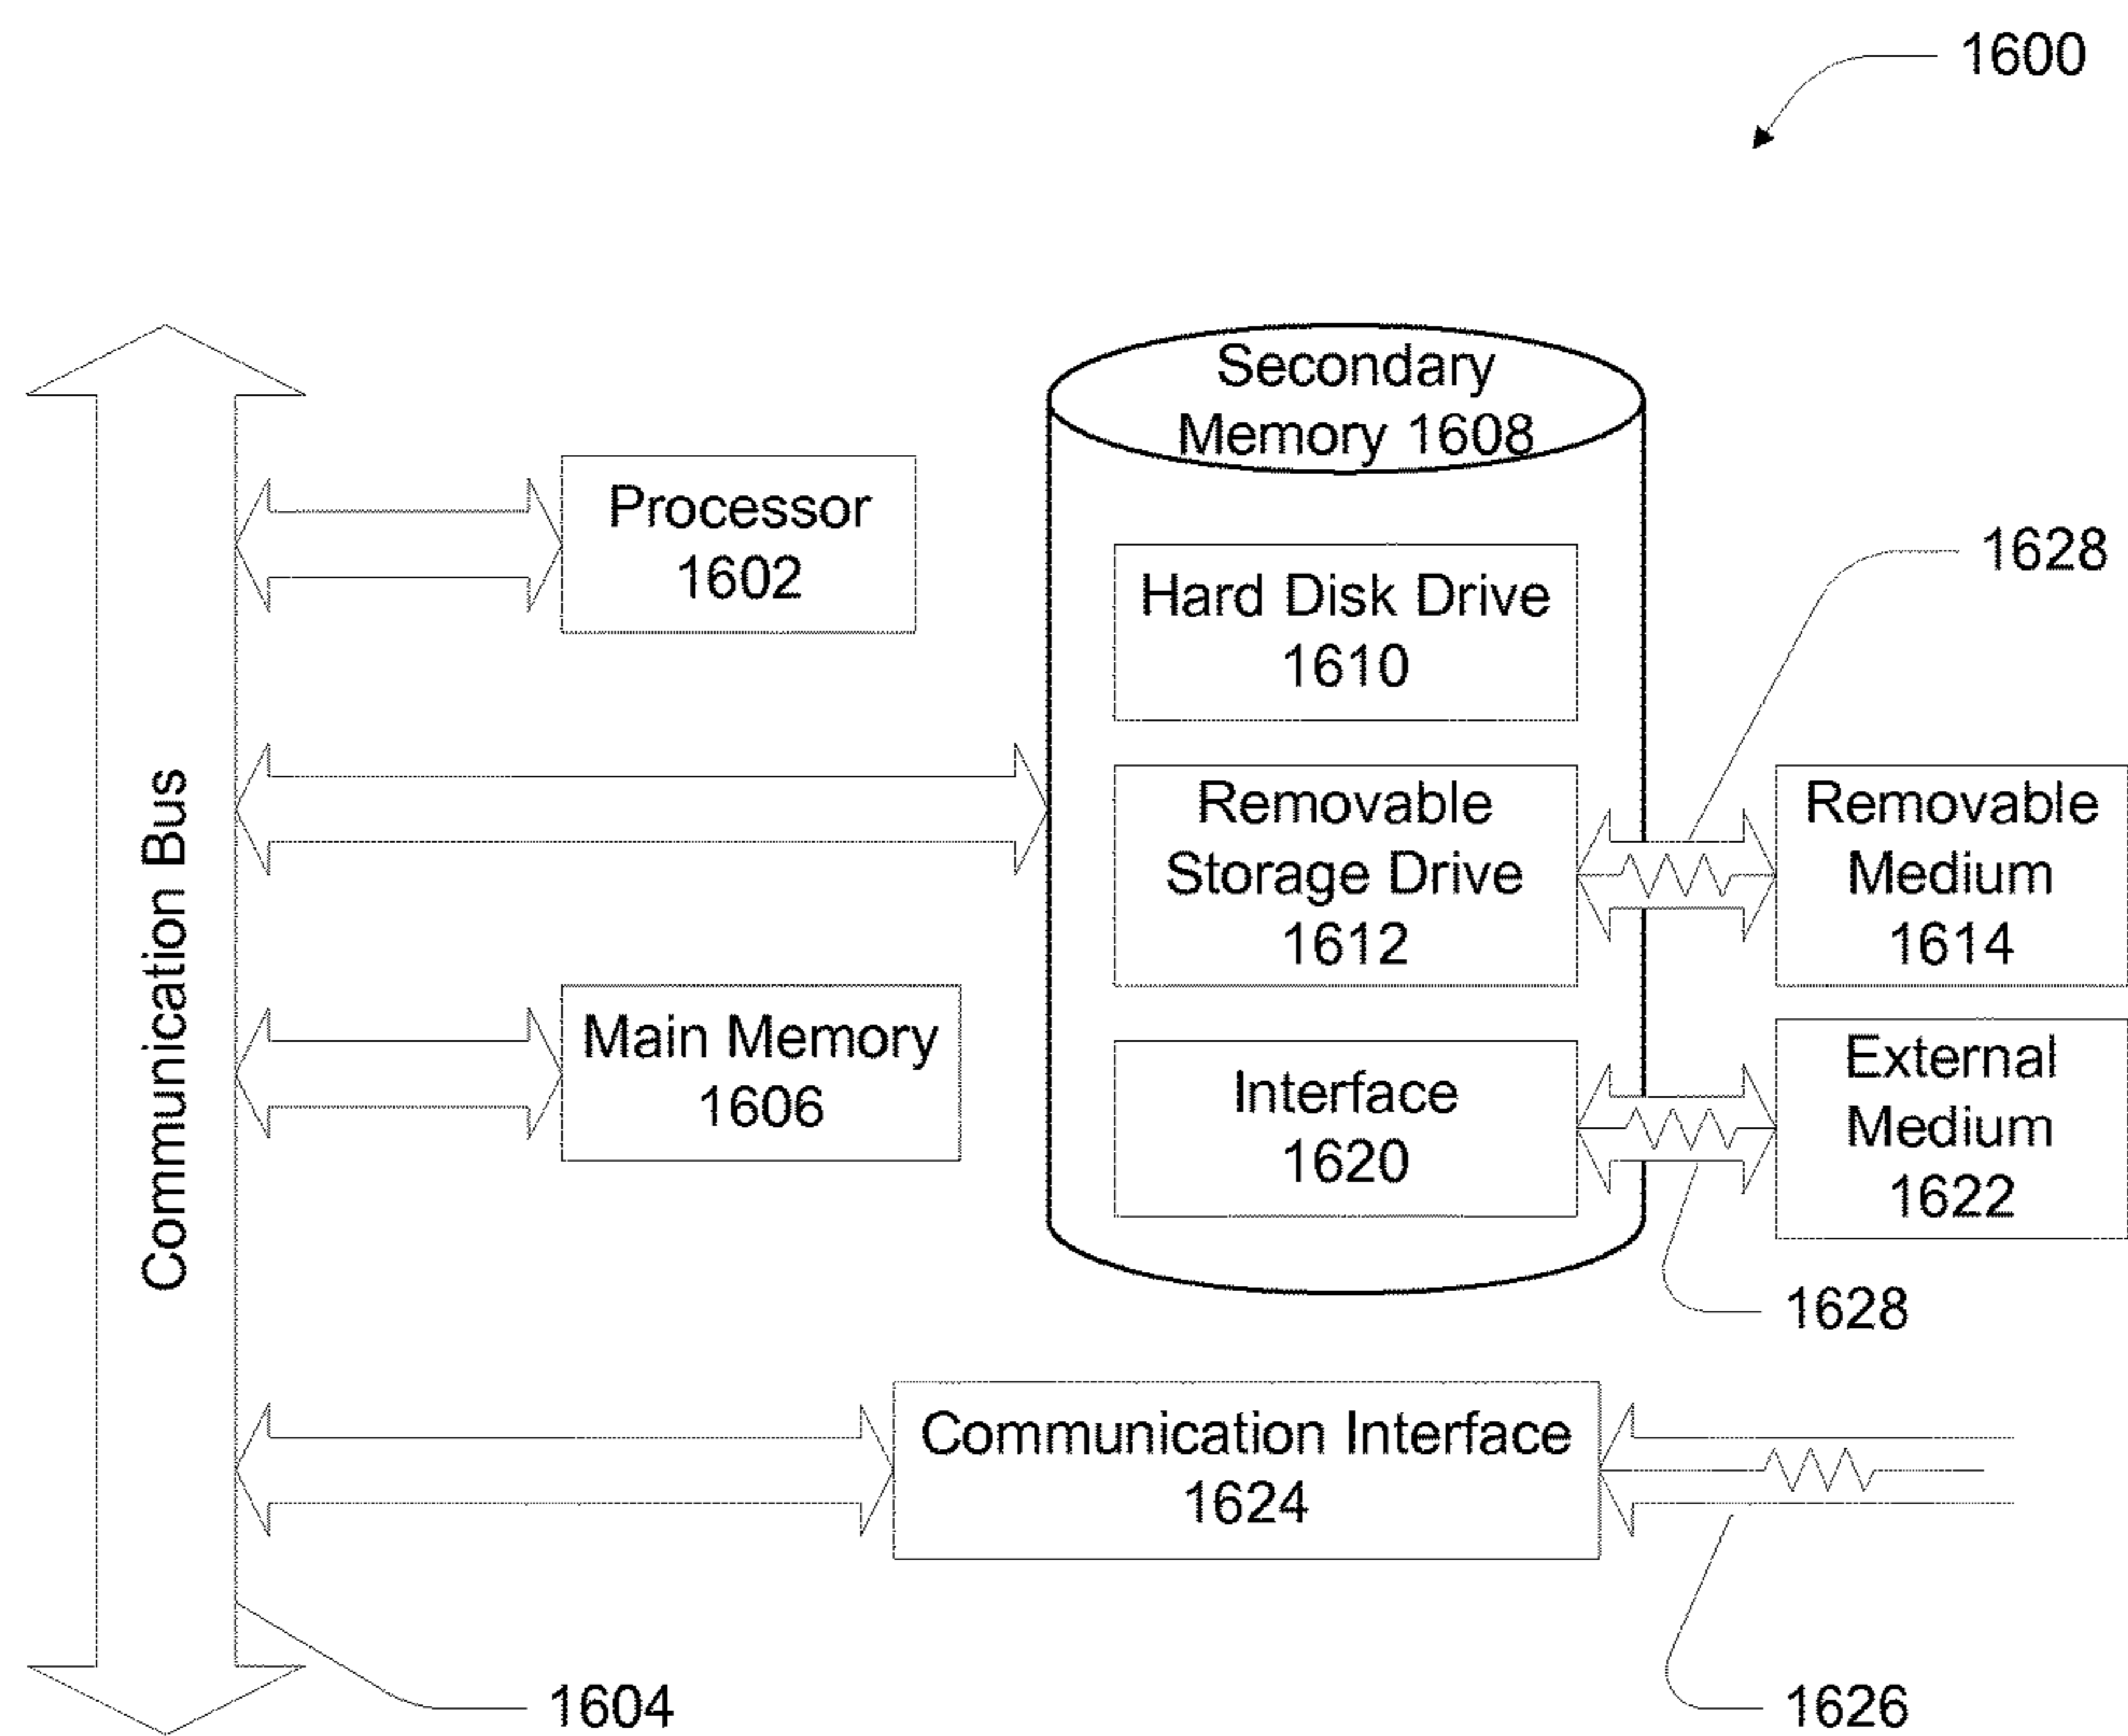 1600
Secondary
Memory 1608
Processor
1602
1628
Hard Disk Drive
1610
Removable
Storage Drive
1612
Removable
Medium
1614
Communication Bus
Main Memory
1606
Interface
1620
External
Medium
1622
1628
Communication Interface
1624
1604
1626